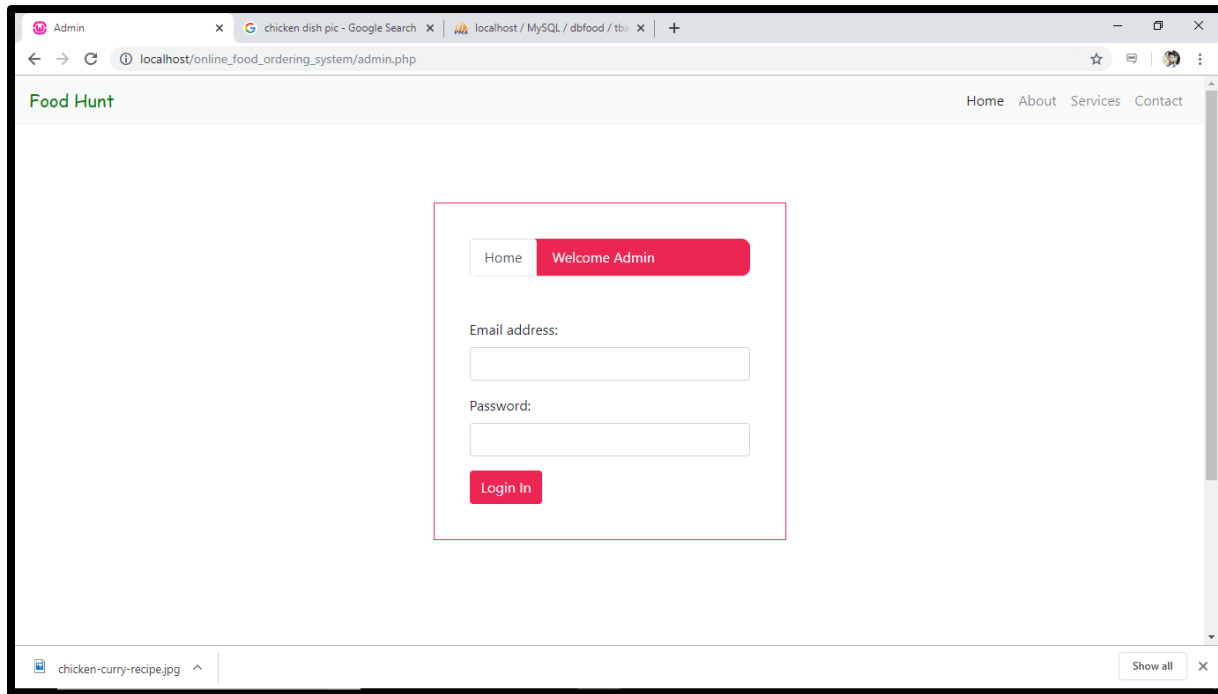 Admin
chicken dish pic - Google Search
localhost / MySQL / dbfood / tba
localhost/online_food_ordering_system/admin.php
Food Hunt
Home About Services Contact
Home Welcome Admin
Email address:
Password:
Login In
chicken-curry-recipe.jpg
Show all